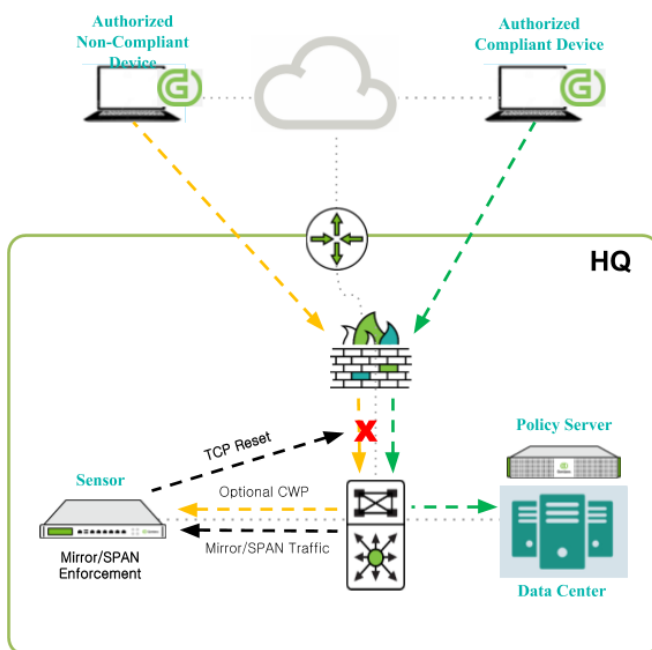 Authorized
Non-Compliant
Device
Authorized
Compliant Device
HQ
TCP Reset
Policy Server
Sensor
Optional CWP
Mirror/SPAN Traffic
Mirror/SPAN
Enforcement
Data Center